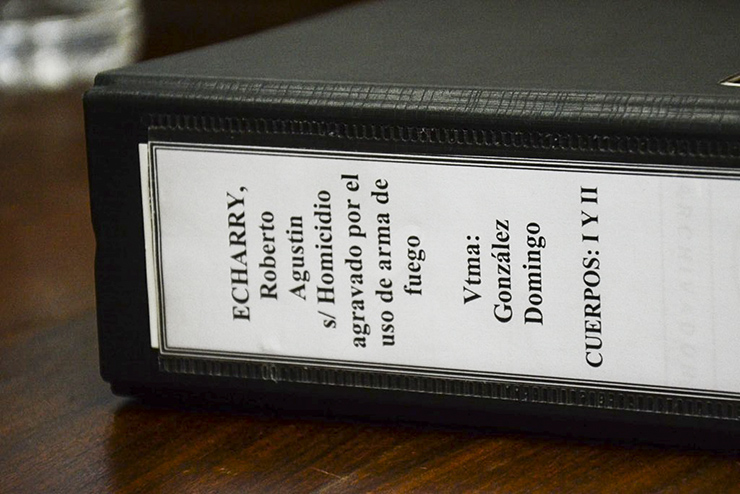 ECHARRY,
Roberto
Agustin
s/ Homicidio
agravado por el
uso de arma de
fuego
Vtma:
González
Domingo
CUERPOS: I Y II